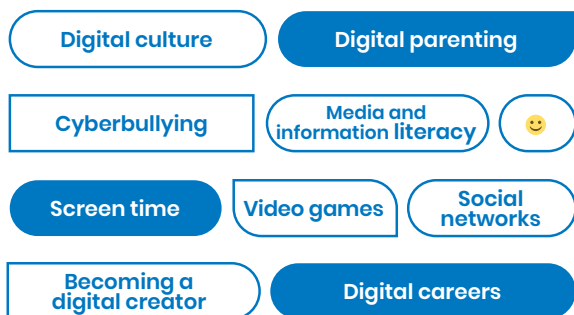 Digital culture
Digital parenting
Cyberbullying
Media and
information literacy
🙂
Screen time
Video games
Social
networks
Becoming a
digital creator
Digital careers